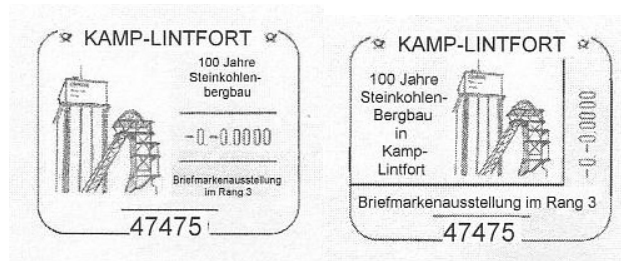 KAMP-LINTFORT
100 Jahre
Steinkohlen-
bergbau
-0.-0.0000
Briefmarkenausstellung
im Rang 3
47475
KAMP-LINTFORT
100 Jahre
Steinkohlen-
Bergbau
in
Kamp-
Lintfort
-0.-0.0000
Briefmarkenausstellung im Rang 3
47475